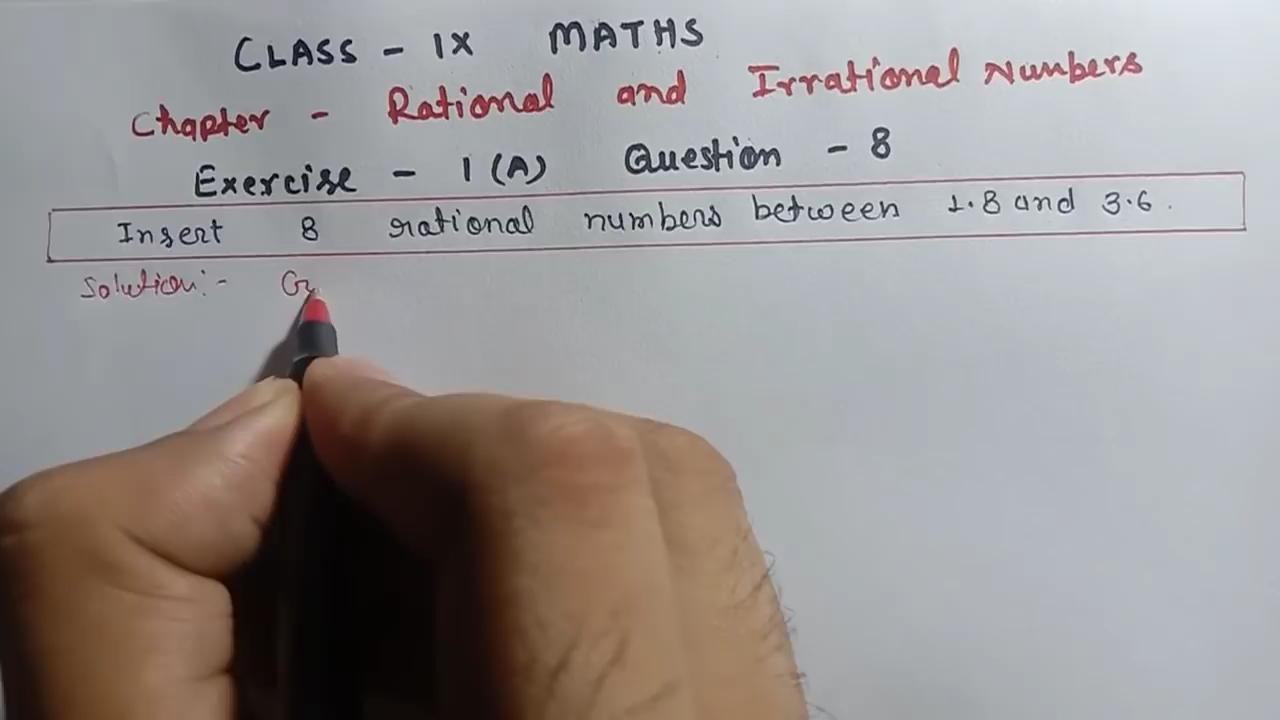 CLASS - IX MATHS
Chapter - Rational and Irrational Numbers
Exercise - 1 (A) Question - 8
Insert 8 rational numbers between 1.8 and 3.6.
Solution:-